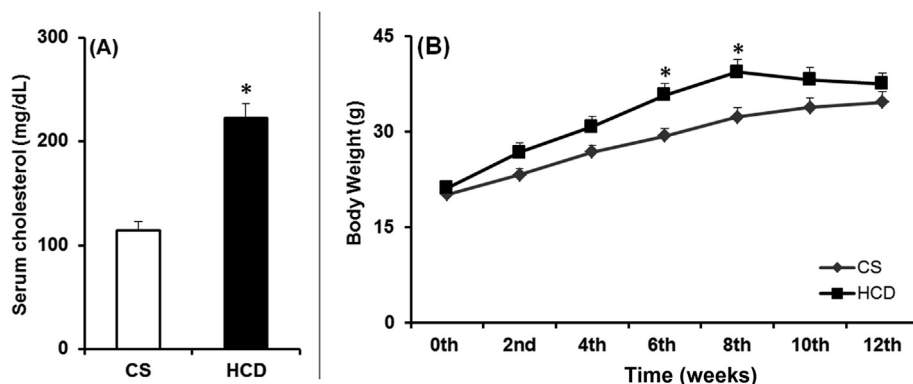 (A)
Serum cholesterol (mg/dL)
300
200
100
0
*
CS
HCD
(B)
Body Weight (g)
45
30
15
0
*
*
CS
HCD
0th 2nd 4th 6th 8th 10th 12th
Time (weeks)